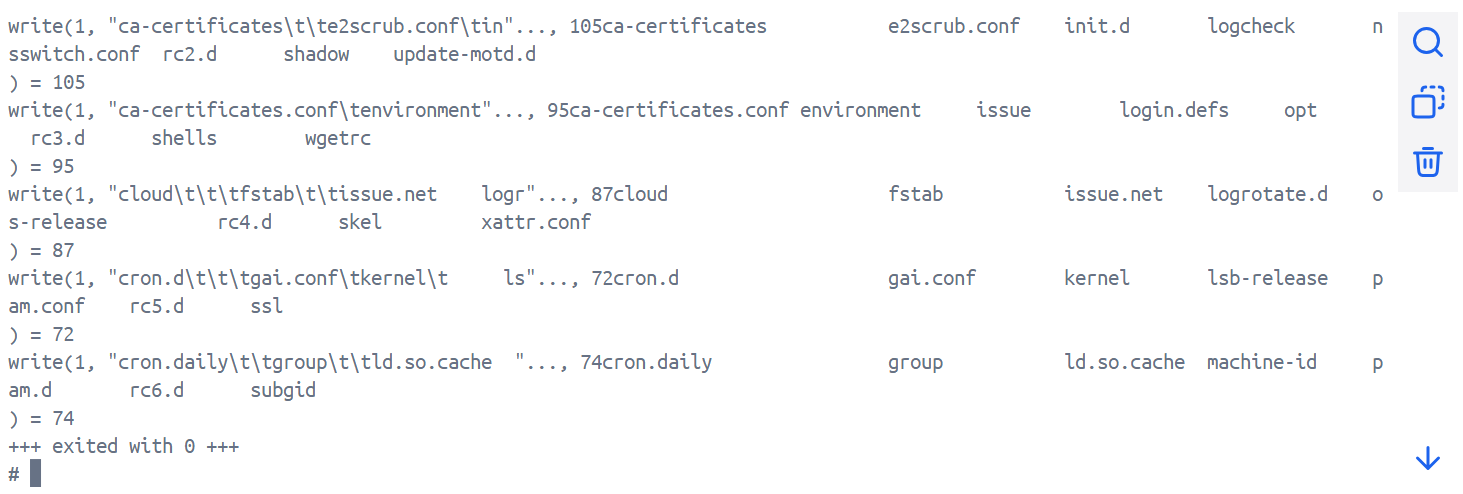 write(1, "ca-certificates\t\te2scrub.conf\tin"..., 105ca-certificates           e2scrub.conf    init.d       logcheck       n
sswitch.conf  rc2.d      shadow    update-motd.d
) = 105
write(1, "ca-certificates.conf\tenvironment"..., 95ca-certificates.conf environment     issue        login.defs     opt
  rc3.d      shells        wgetrc
) = 95
write(1, "cloud\t\t\tfstab\t\tissue.net    logr"..., 87cloud                    fstab           issue.net    logrotate.d    o
s-release          rc4.d      skel         xattr.conf
) = 87
write(1, "cron.d\t\t\tgai.conf\tkernel\t     ls"..., 72cron.d                   gai.conf        kernel       lsb-release    p
am.conf    rc5.d      ssl
) = 72
write(1, "cron.daily\t\tgroup\t\tld.so.cache  "..., 74cron.daily                group           ld.so.cache  machine-id     p
am.d       rc6.d      subgid
) = 74
+++ exited with 0 +++
#